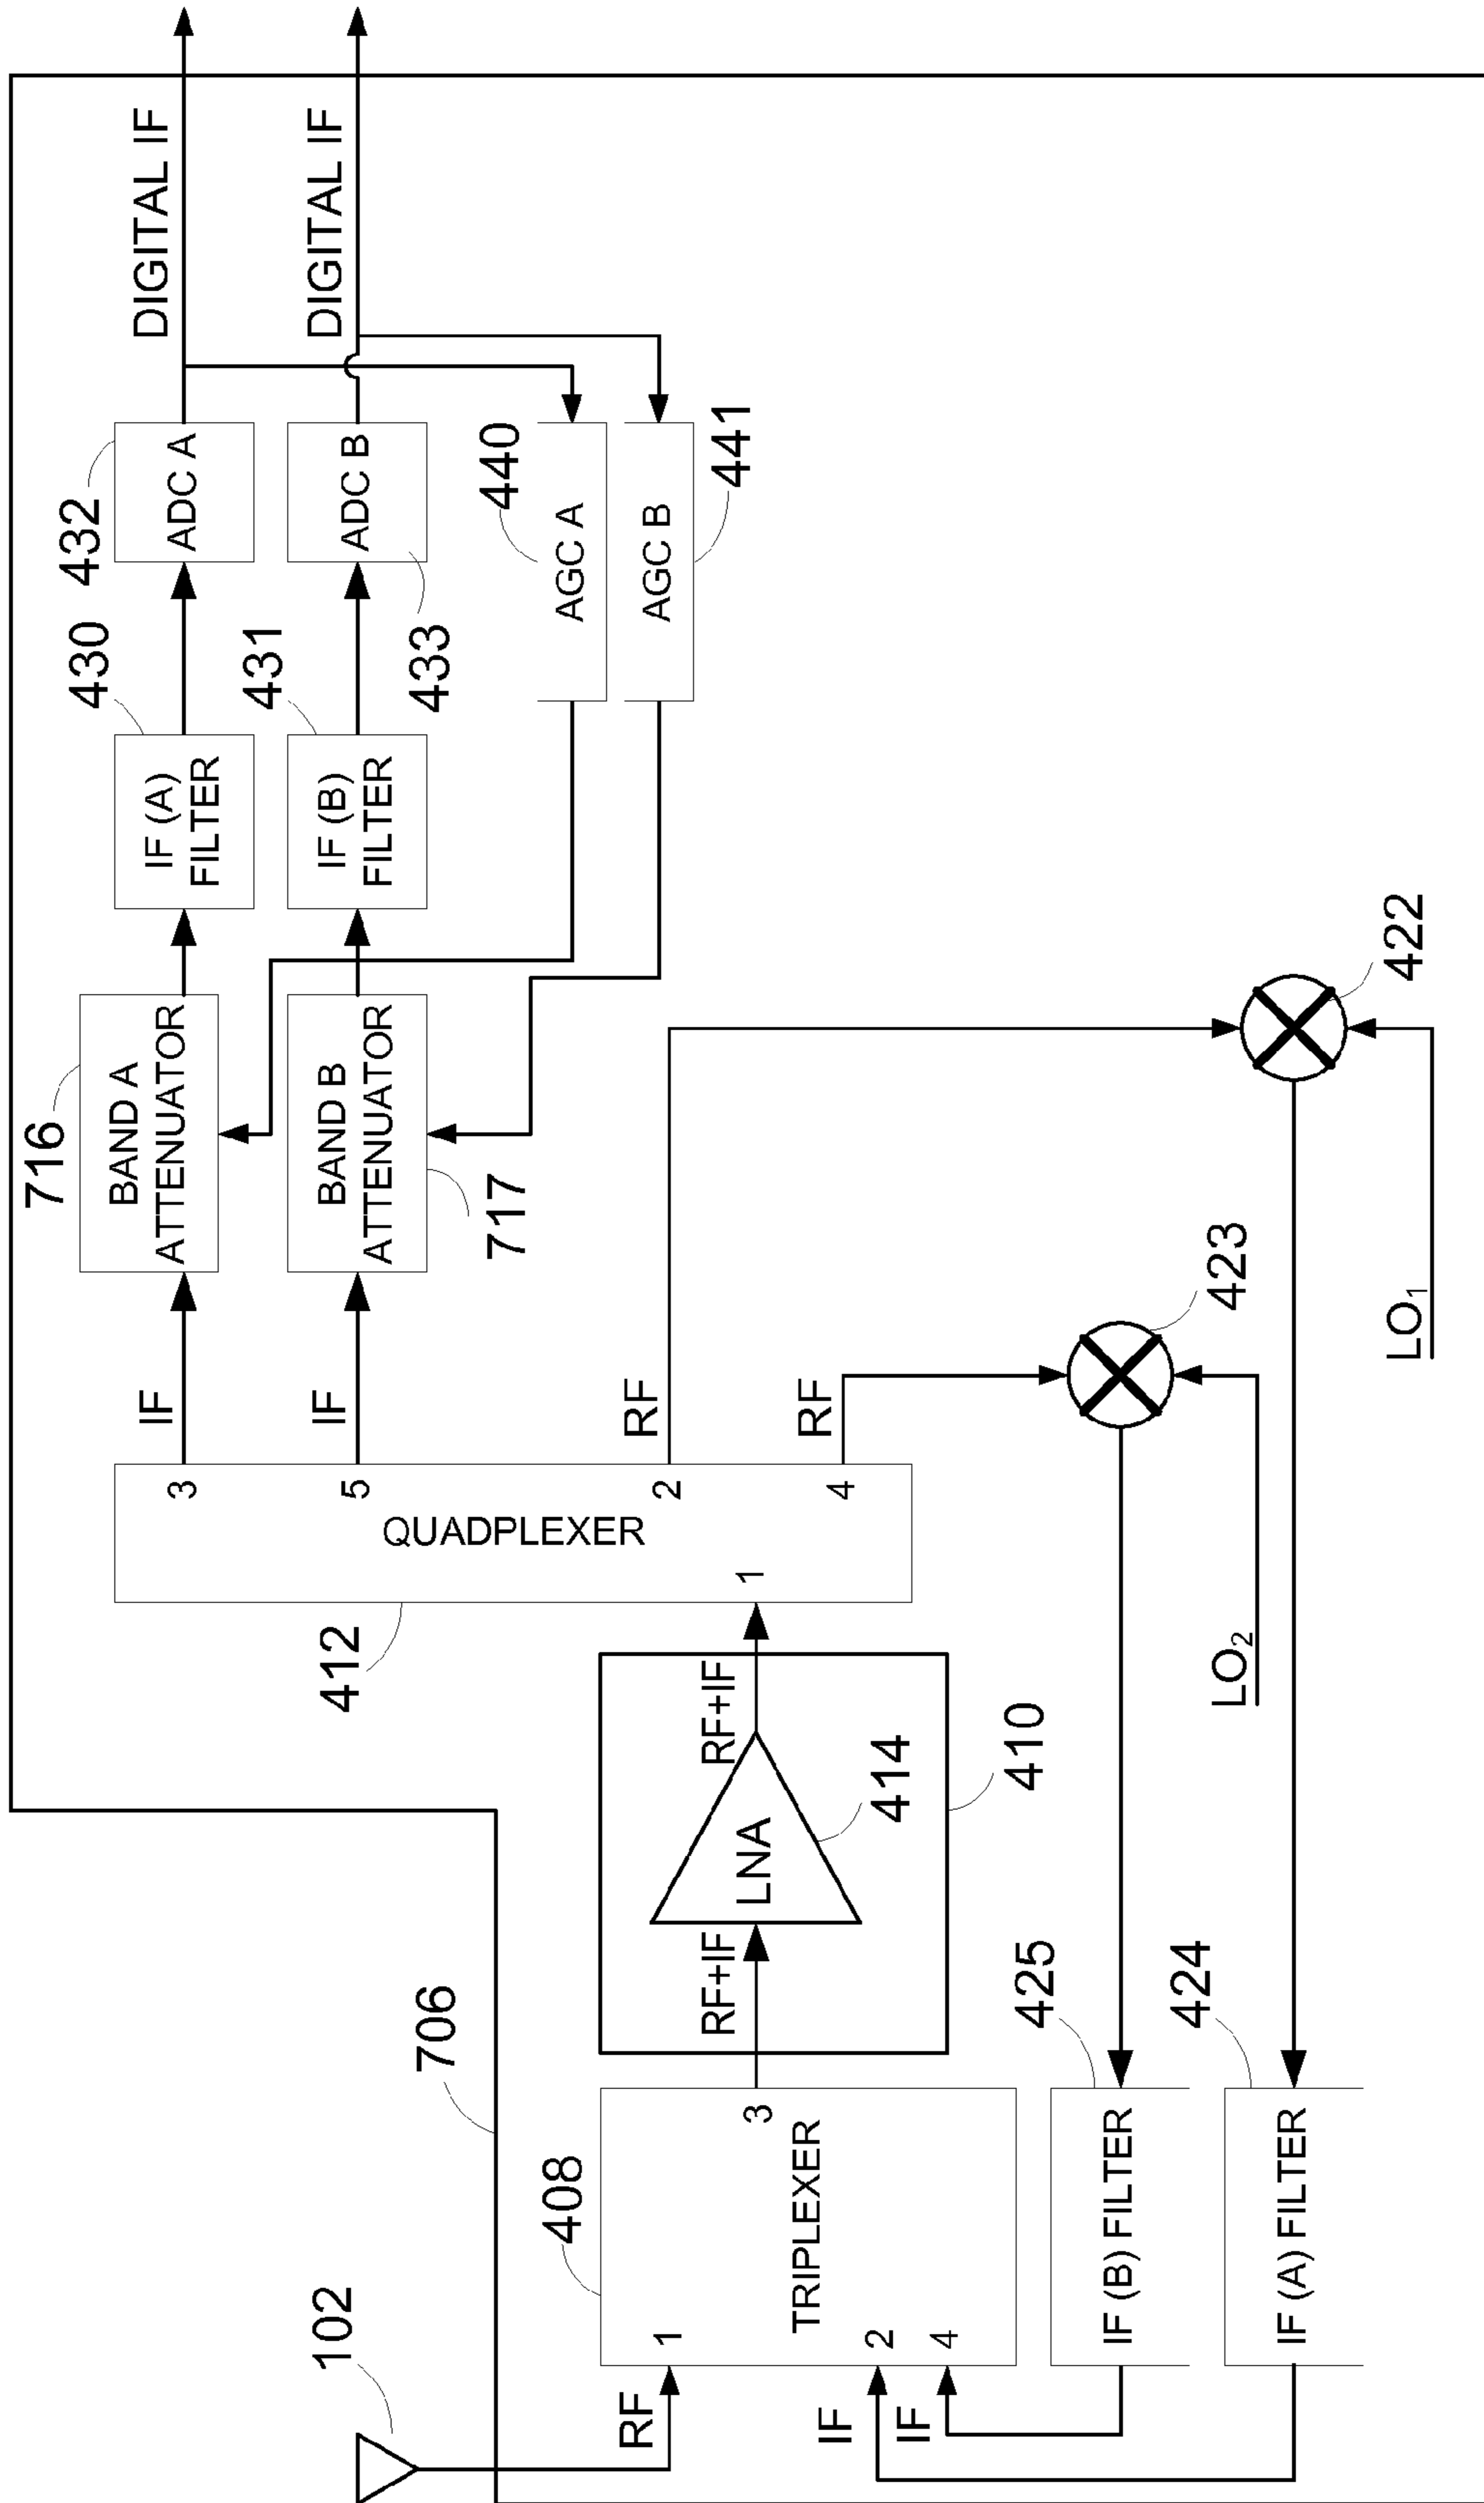 102
706
408
RF
1
TRIPLEXER
3
IF
2
IF
4
IF (B) FILTER
425
IF (A) FILTER
424
RF+IF
LNA
RF+IF
414
410
412
QUADPLEXER
1
3
5
2
4
IF
IF
RF
RF
LO2
423
LO1
422
716
BAND A
ATTENUATOR
BAND B
ATTENUATOR
717
430
IF (A)
FILTER
431
IF (B)
FILTER
432
ADC A
ADC B
433
AGC A
440
AGC B
441
DIGITAL IF
DIGITAL IF